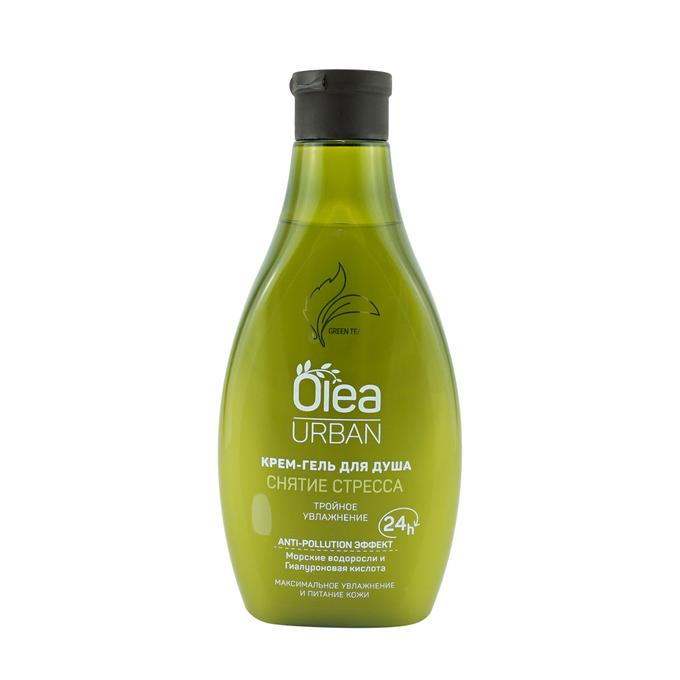 GREEN TEA
Olea
URBAN
КРЕМ-ГЕЛЬ ДЛЯ ДУША
СНЯТИЕ СТРЕССА
ТРОЙНОЕ
УВЛАЖНЕНИЕ
24h
ANTI-POLLUTION ЭФФЕКТ
Морские водоросли и
Гиалуроновая кислота
МАКСИМАЛЬНОЕ УВЛАЖНЕНИЕ
И ПИТАНИЕ КОЖИ